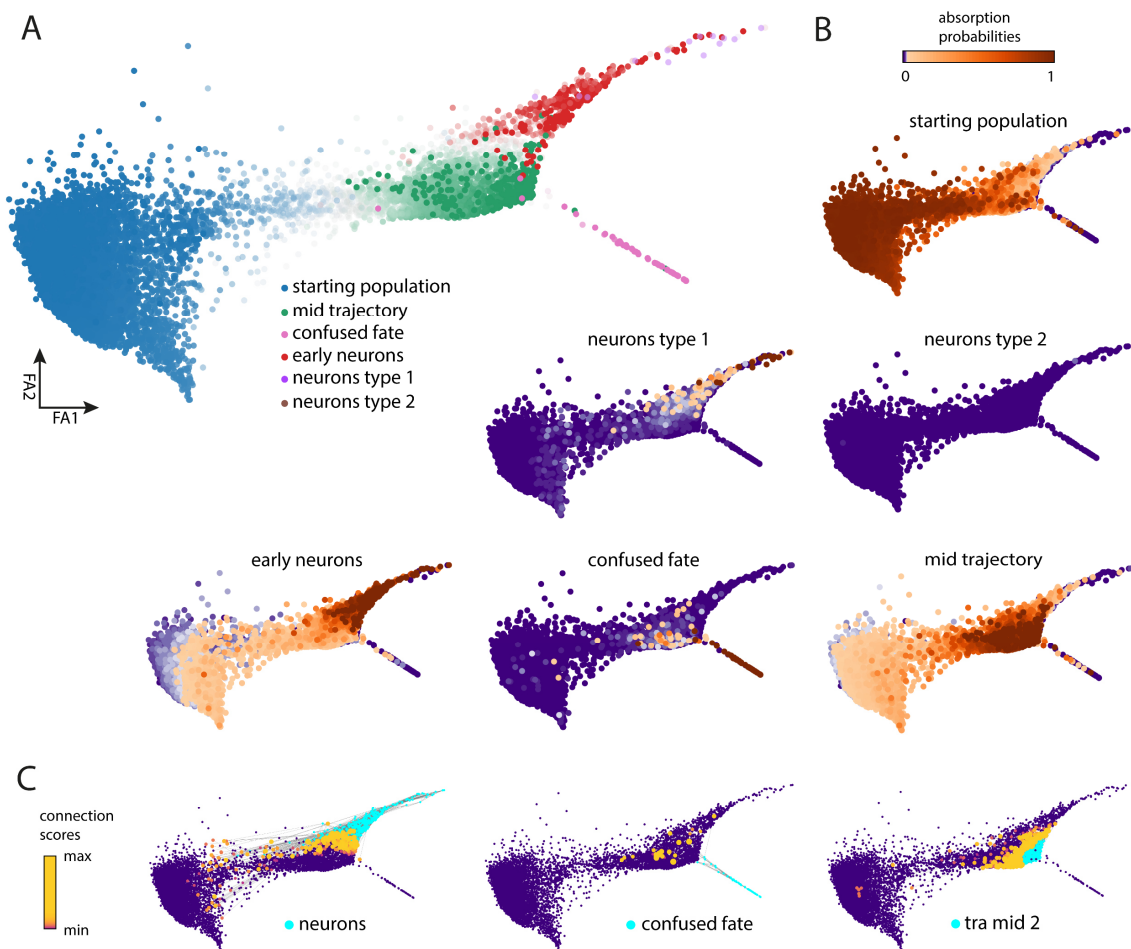 A
starting population
mid trajectory
confused fate
early neurons
neurons type 1
neurons type 2
FA2
FA1
B
absorption
probabilities
0 1
starting population
neurons type 1 neurons type 2
early neurons confused fate mid trajectory
C
connection
scores
max
min
neurons confused fate tra mid 2